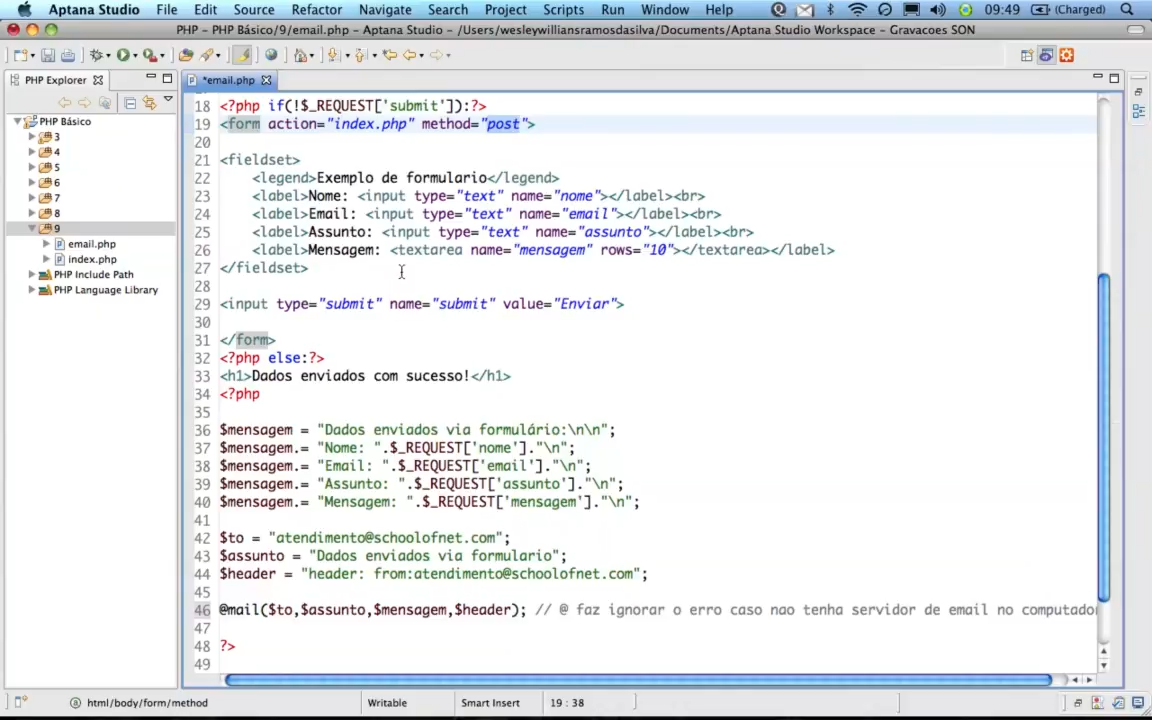 Aptana Studio File Edit Source Refactor Navigate Search Project Scripts Run Window Help 09:49 (Charged)
PHP - PHP Básico/9/email.php - Aptana Studio - /Users/wesleywilliansramosdasilva/Documents/Aptana Studio Workspace - Gravacoes SON
PHP Explorer
*email.php
PHP Básico
3
4
5
6
7
8
9
email.php
index.php
PHP Include Path
PHP Language Library
18 <?php if(!$_REQUEST['submit']):?>
19 <form action="index.php" method="post">
20
21 <fieldset>
22 <legend>Exemplo de formulario</legend>
23 <label>Nome: <input type="text" name="nome"></label><br>
24 <label>Email: <input type="text" name="email"></label><br>
25 <label>Assunto: <input type="text" name="assunto"></label><br>
26 <label>Mensagem: <textarea name="mensagem" rows="10"></textarea></label>
27 </fieldset>
28
29 <input type="submit" name="submit" value="Enviar">
30
31 </form>
32 <?php else:?>
33 <h1>Dados enviados com sucesso!</h1>
34 <?php
35
36 $mensagem = "Dados enviados via formulário:\n\n";
37 $mensagem.= "Nome: ".$_REQUEST['nome']."\n";
38 $mensagem.= "Email: ".$_REQUEST['email']."\n";
39 $mensagem.= "Assunto: ".$_REQUEST['assunto']."\n";
40 $mensagem.= "Mensagem: ".$_REQUEST['mensagem']."\n";
41
42 $to = "atendimento@schoolofnet.com";
43 $assunto = "Dados enviados via formulario";
44 $header = "header: from:atendimento@schoolofnet.com";
45
46 @mail($to,$assunto,$mensagem,$header); // @ faz ignorar o erro caso nao tenha servidor de email no computador
47
48 ?>
49
html/body/form/method
Writable
Smart Insert
19 : 38